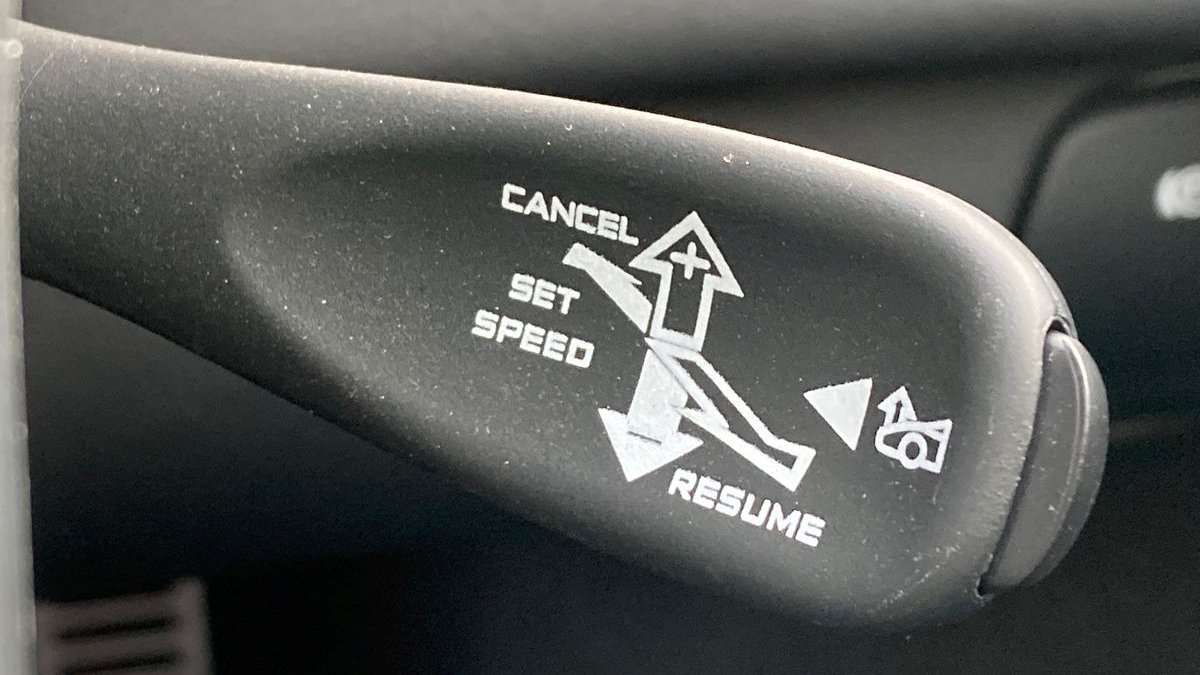 CANCEL
+
SET
SPEED
−
RESUME